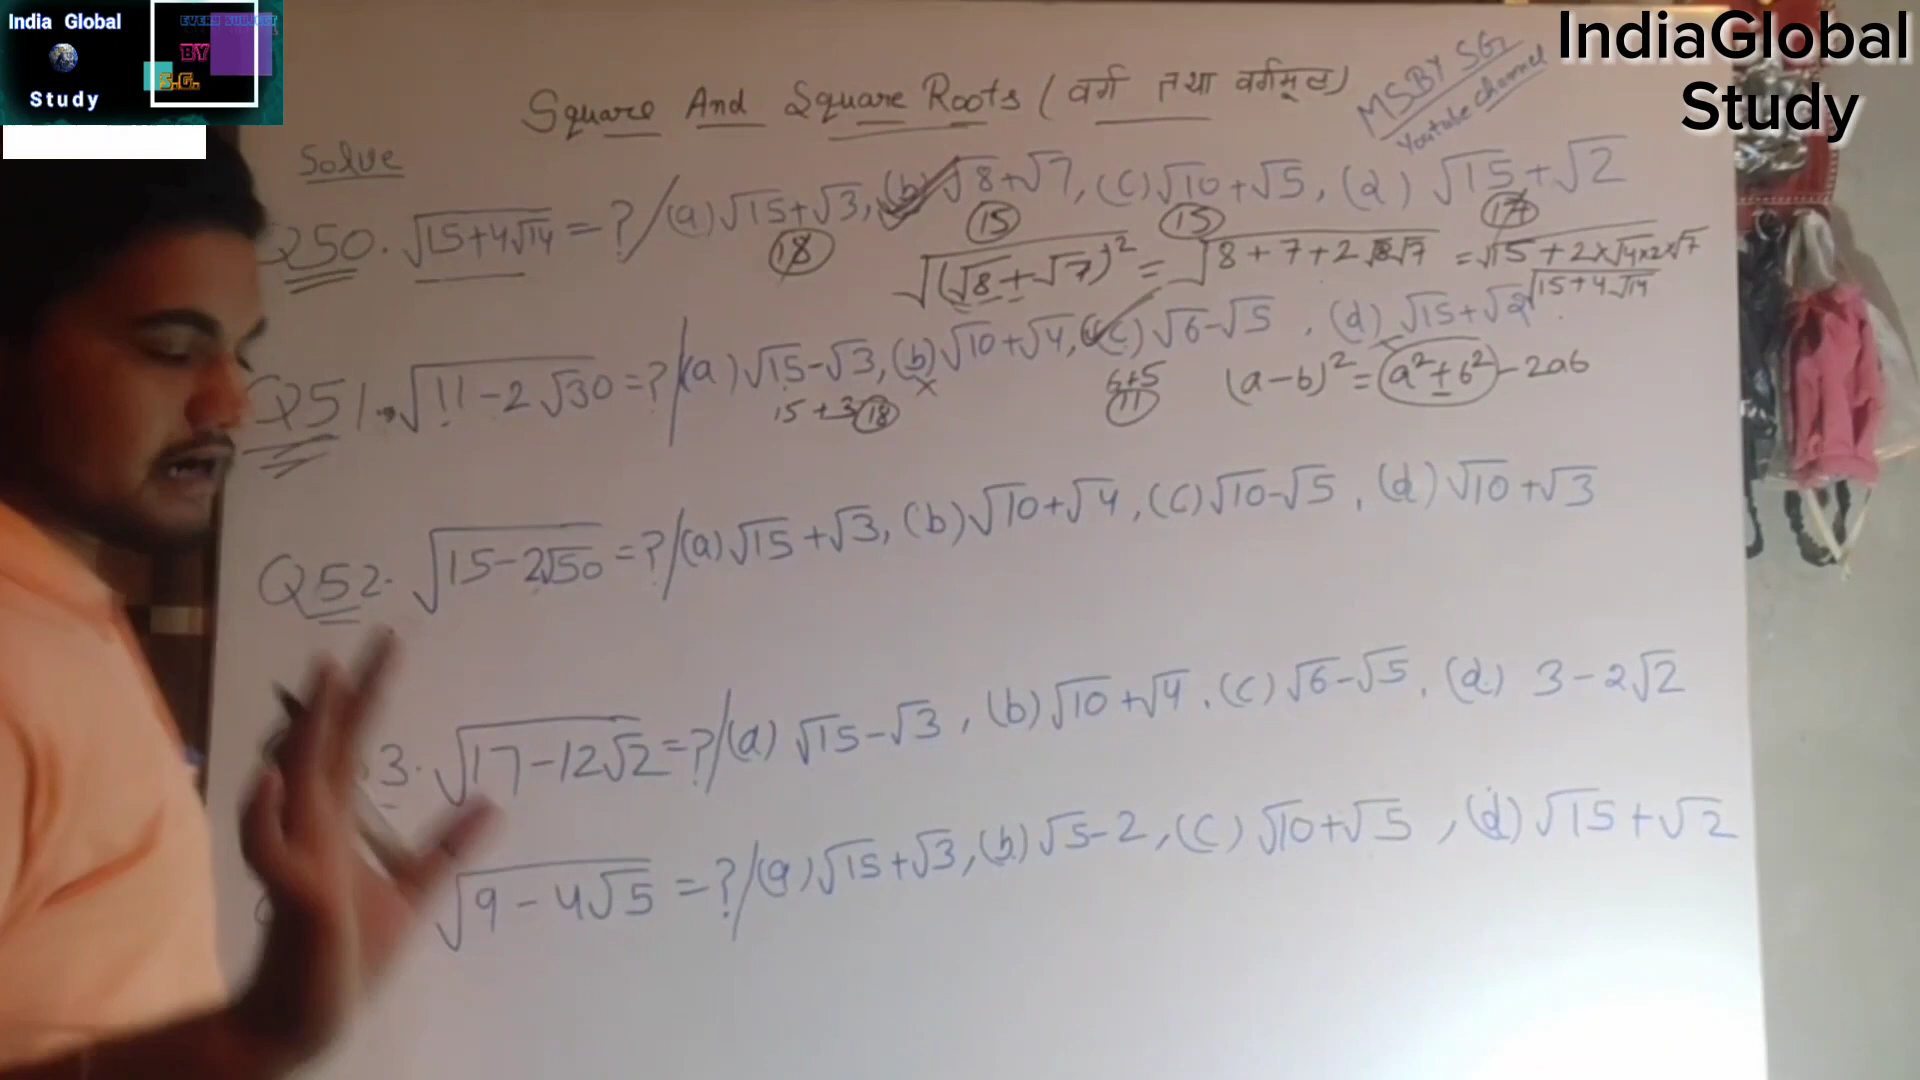 India Global
Study
EVERY SUBJECT
BY
S.G.
IndiaGlobal
Study
Square And Square Roots (वर्ग तथा वर्गमूल)
MSBY SG
Youtube channel
Solve
Q50. √15+4√14 = ? / (a) √15+√3, (b) √8+√7, (c) √10+√5, (d) √15+√2
18 15 15 17
√(√8+√7)² = √8+7+2√8√7 = √15+2×√4×2×√7
√15+4√14
Q51. √11-2√30 = ? / (a) √15-√3, (b) √10+√4, (c) √6-√5, (d) √15+√2
15+3 18 × 6+5 (a-b)² = a²+b²-2ab
11
Q52. √15-2√50 = ? / (a) √15+√3, (b) √10+√4, (c) √10-√5, (d) √10+√3
3. √17-12√2 = ? / (a) √15-√3, (b) √10+√4, (c) √6-√5, (d) 3-2√2
√9-4√5 = ? / (a) √15+√3, (b) √5-2, (c) √10+√5, (d) √15+√2